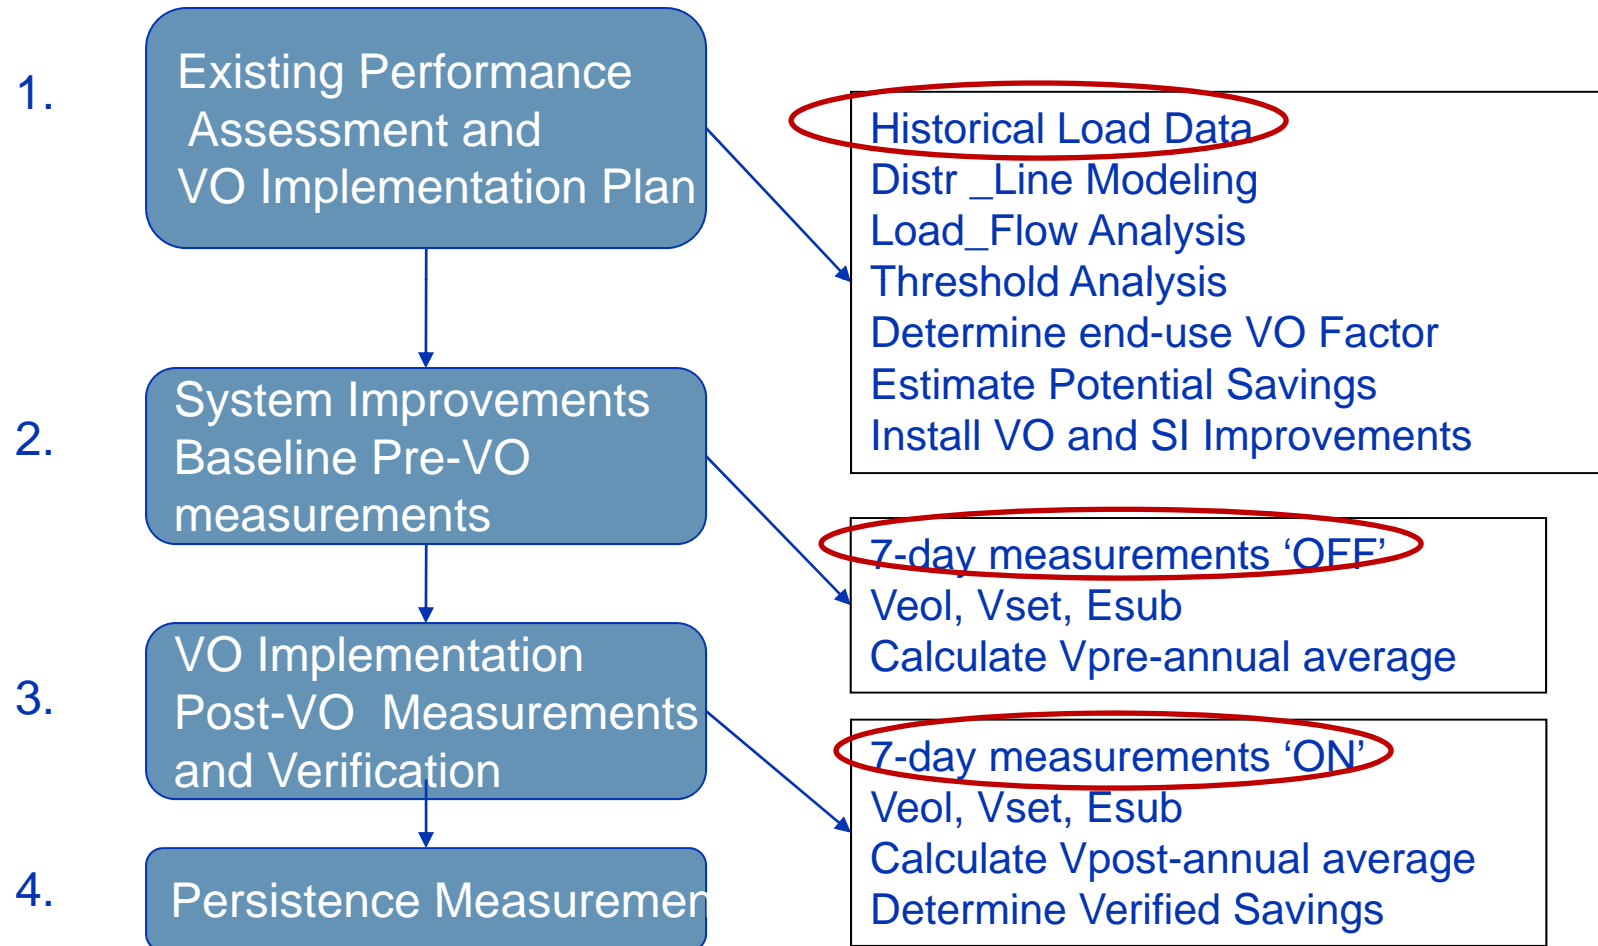 1.
Existing Performance
Assessment and
VO Implementation Plan
Historical Load Data
Distr _Line Modeling
Load_Flow Analysis
Threshold Analysis
Determine end-use VO Factor
Estimate Potential Savings
Install VO and SI Improvements
2.
System Improvements
Baseline Pre-VO
measurements
7-day measurements ‘OFF’
Veol, Vset, Esub
Calculate Vpre-annual average
3.
VO Implementation
Post-VO Measurements
and Verification
7-day measurements ‘ON’
Veol, Vset, Esub
Calculate Vpost-annual average
Determine Verified Savings
4.
Persistence Measuremen